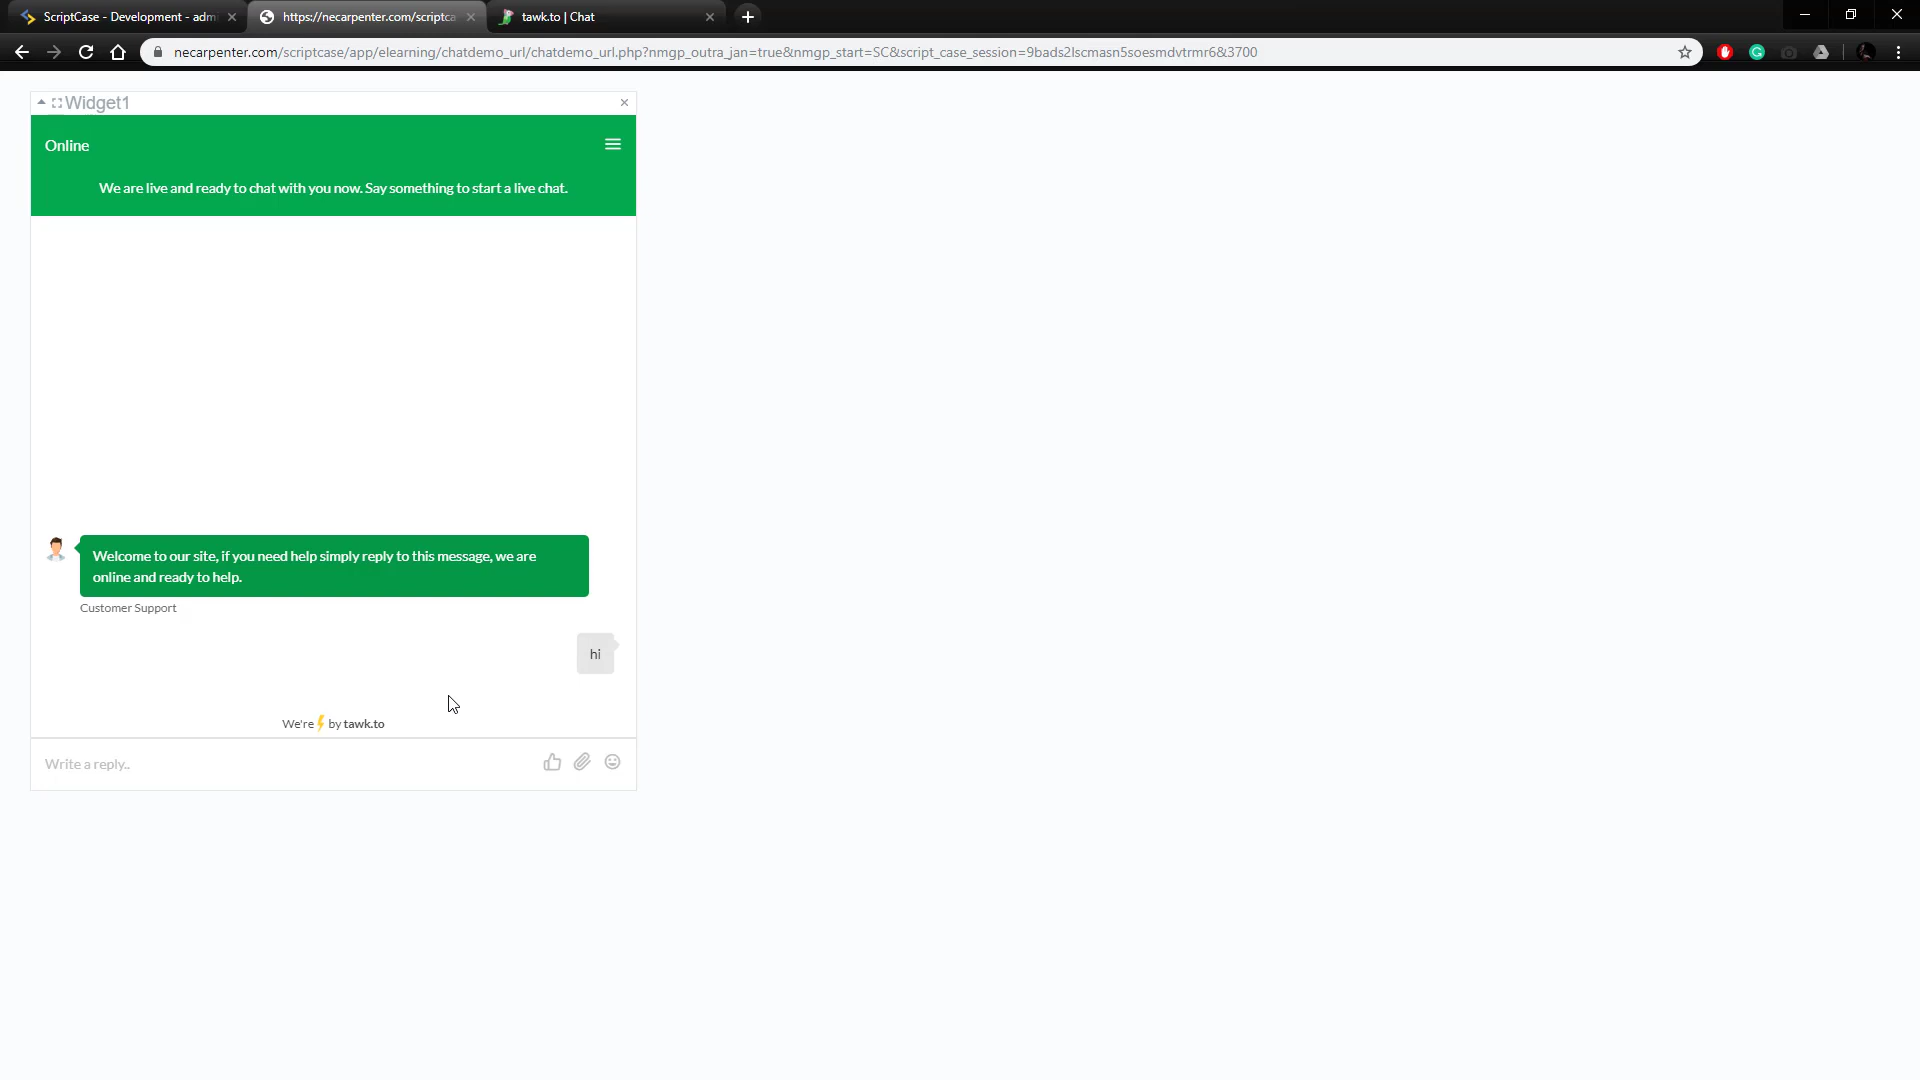 ScriptCase - Development - adm
https://necarpenter.com/scriptca
tawk.to | Chat
necarpenter.com/scriptcase/app/elearning/chatdemo_url/chatdemo_url.php?nmgp_outra_jan=true&nmgp_start=SC&script_case_session=9bads2lscmasn5soesmdvtrmr6&3700
Widget1
Online
We are live and ready to chat with you now. Say something to start a live chat.
Welcome to our site, if you need help simply reply to this message, we are
online and ready to help.
Customer Support
hi
We're by tawk.to
Write a reply..